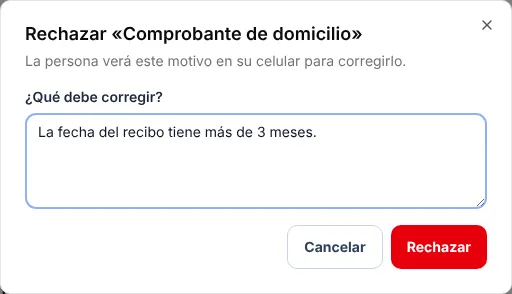 Rechazar «Comprobante de domicilio»
La persona verá este motivo en su celular para corregirlo.
¿Qué debe corregir?
La fecha del recibo tiene más de 3 meses.
Cancelar
Rechazar